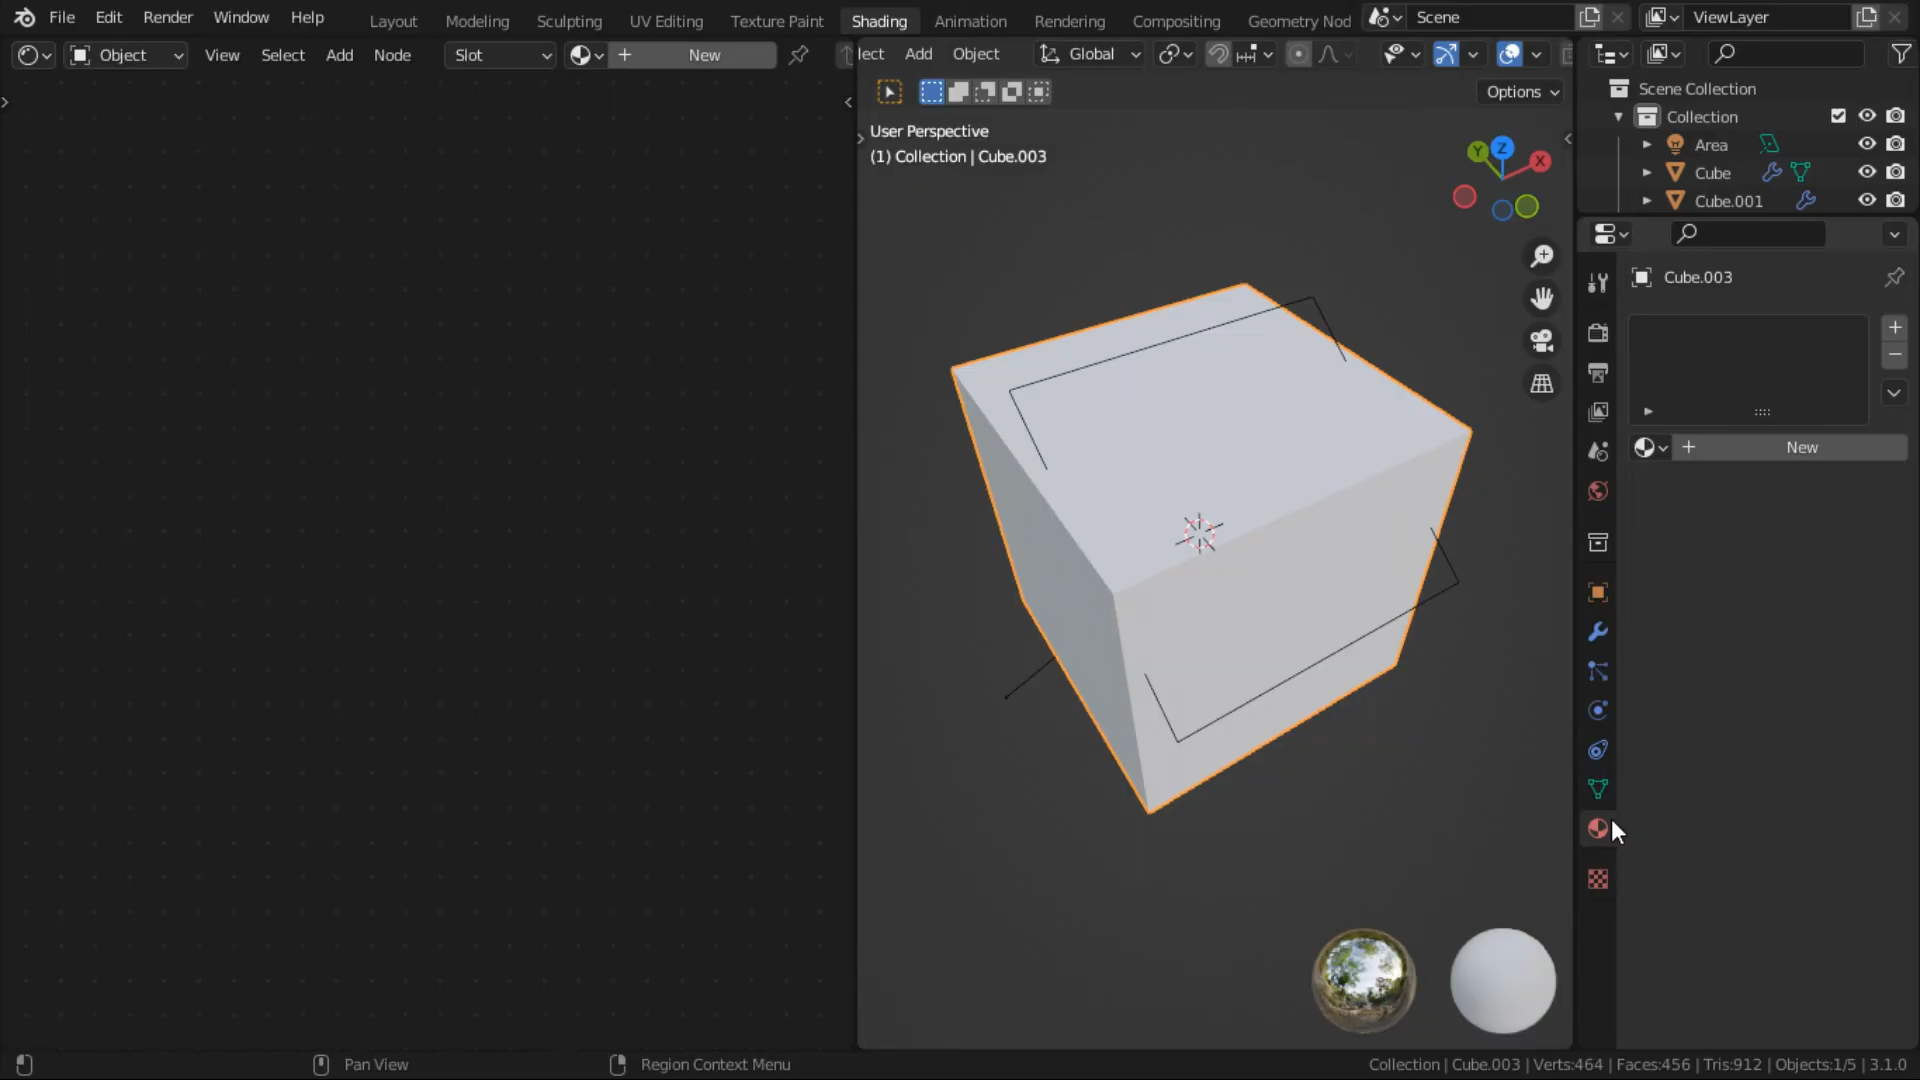 File Edit Render Window Help Layout Modeling Sculpting UV Editing Texture Paint Shading Animation Rendering Compositing Geometry Nod Scene ViewLayer
Object View Select Add Node Slot New lect Add Object Global
Options
User Perspective
(1) Collection | Cube.003
Y Z X
Scene Collection
Collection
Area
Cube
Cube.001
Cube.003
New
Pan View Region Context Menu Collection | Cube.003 | Verts:464 | Faces:456 | Tris:912 | Objects:1/5 | 3.1.0